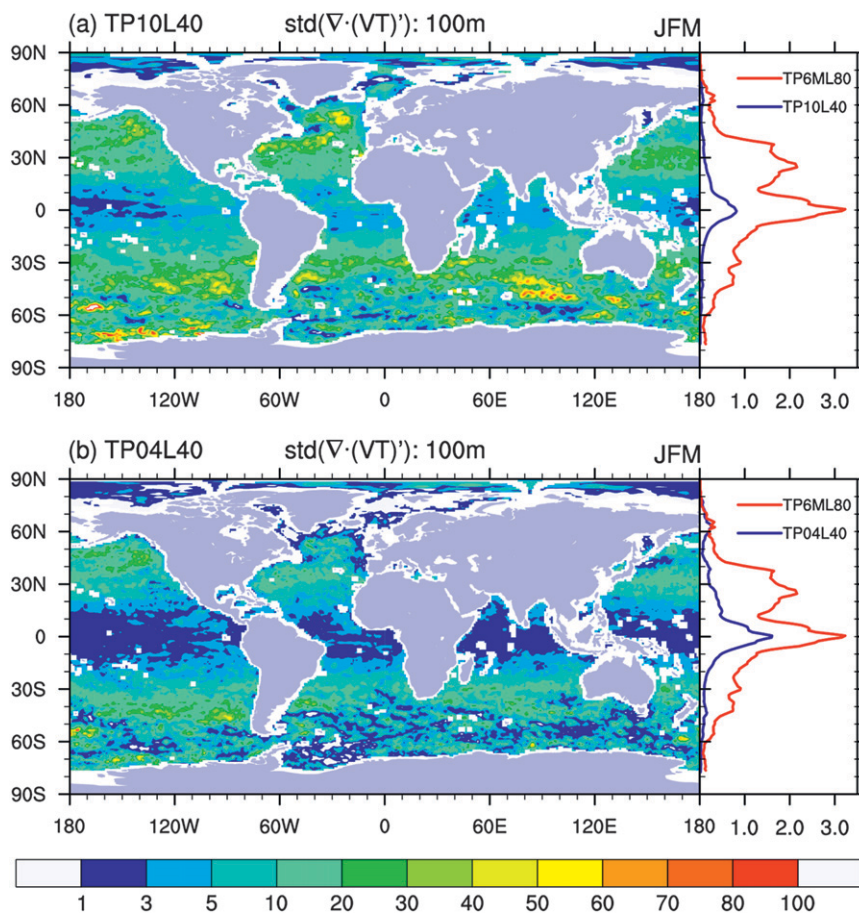 (a) TP10L40 std(∇·(VT)'): 100m JFM
90N
60N
30N
0
30S
60S
90S
TP6ML80
TP10L40
180 120W 60W 0 60E 120E 180 1.0 2.0 3.0
(b) TP04L40 std(∇·(VT)'): 100m JFM
90N
60N
30N
0
30S
60S
90S
TP6ML80
TP04L40
180 120W 60W 0 60E 120E 180 1.0 2.0 3.0
1 3 5 10 20 30 40 50 60 70 80 100